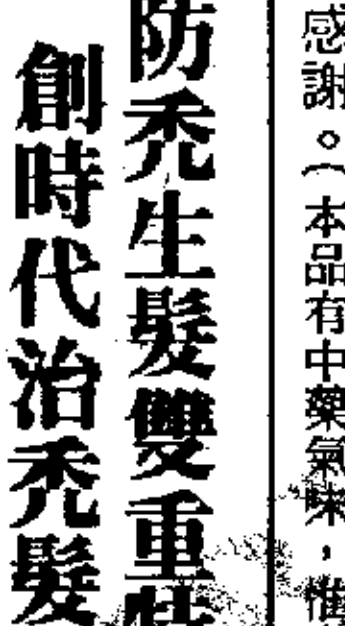 感謝。（本品有中藥氣味，惟
防禿生髮雙重
創時代治禿髮